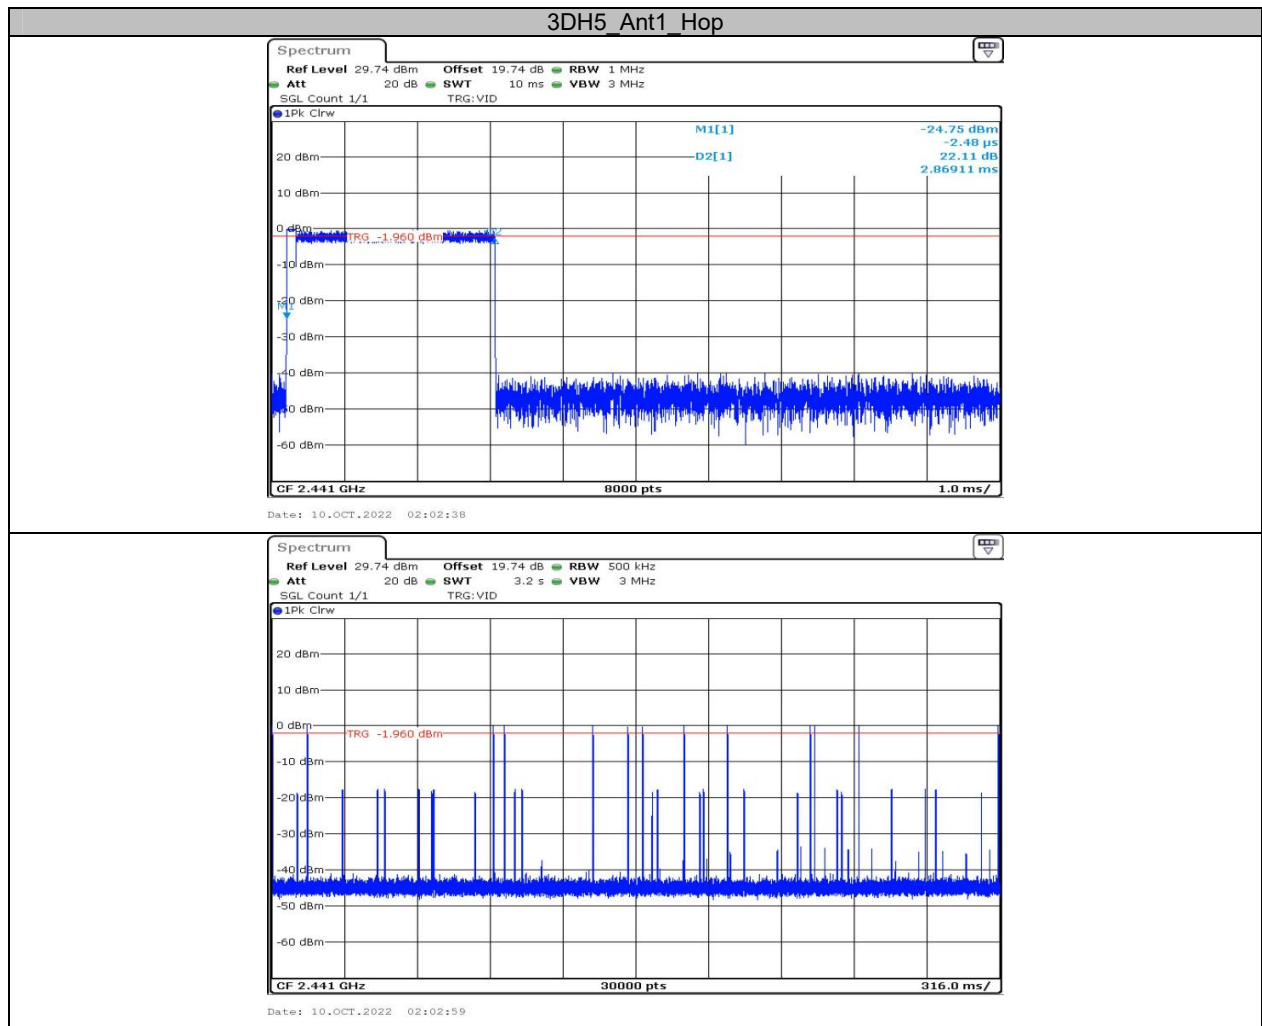 3DH5_Ant1_Hop
Spectrum
Ref Level 29.74 dBm Offset 19.74 dB RBW 1 MHz
Att 20 dB SWT 10 ms VBW 3 MHz
SGL Count 1/1 TRG:VID
1Pk Clrw
M1[1] -24.75 dBm
-2.48 µs
20 dBm
D2[1] 22.11 dB
2.86911 ms
10 dBm
0 dBm
TRG -1.960 dBm
-10 dBm
-20 dBm
M1
-30 dBm
-40 dBm
-50 dBm
-60 dBm
CF 2.441 GHz 8000 pts 1.0 ms/
Date: 10.OCT.2022 02:02:38
Spectrum
Ref Level 29.74 dBm Offset 19.74 dB RBW 500 kHz
Att 20 dB SWT 3.2 s VBW 3 MHz
SGL Count 1/1 TRG:VID
1Pk Clrw
20 dBm
10 dBm
0 dBm
TRG -1.960 dBm
-10 dBm
-20 dBm
-30 dBm
-40 dBm
-50 dBm
-60 dBm
CF 2.441 GHz 30000 pts 316.0 ms/
Date: 10.OCT.2022 02:02:59